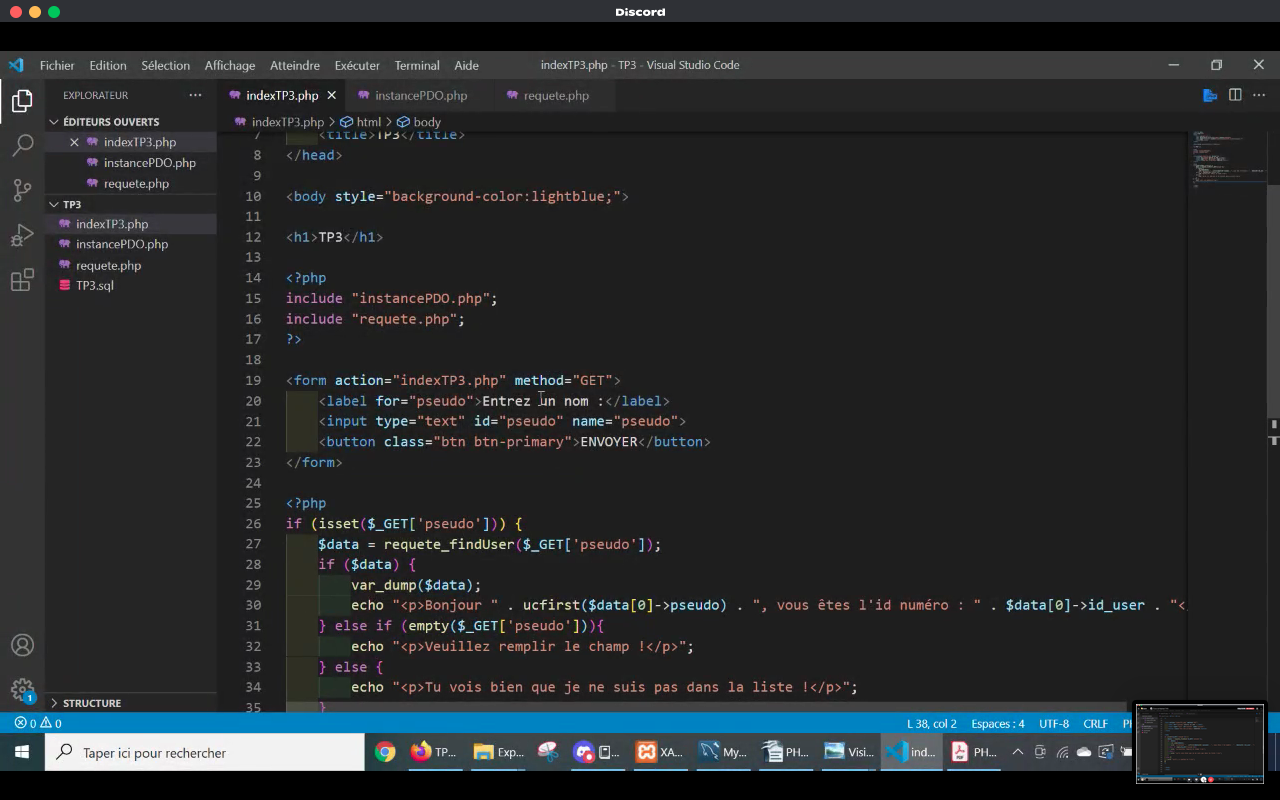 Discord
Fichier Edition Sélection Affichage Atteindre Exécuter Terminal Aide
indexTP3.php - TP3 - Visual Studio Code
EXPLORATEUR ···
indexTP3.php
instancePDO.php
requete.php
ÉDITEURS OUVERTS
indexTP3.php
instancePDO.php
requete.php
TP3
indexTP3.php
instancePDO.php
requete.php
TP3.sql
STRUCTURE
indexTP3.php > html > body
7 <title>TP3</title>
8 </head>
9
10 <body style="background-color:lightblue;">
11
12 <h1>TP3</h1>
13
14 <?php
15 include "instancePDO.php";
16 include "requete.php";
17 ?>
18
19 <form action="indexTP3.php" method="GET">
20 <label for="pseudo">Entrez un nom :</label>
21 <input type="text" id="pseudo" name="pseudo">
22 <button class="btn btn-primary">ENVOYER</button>
23 </form>
24
25 <?php
26 if (isset($_GET['pseudo'])) {
27 $data = requete_findUser($_GET['pseudo']);
28 if ($data) {
29 var_dump($data);
30 echo "<p>Bonjour " . ucfirst($data[0]->pseudo) . ", vous êtes l'id numéro : " . $data[0]->id_user . "<
31 } else if (empty($_GET['pseudo'])){
32 echo "<p>Veuillez remplir le champ !</p>";
33 } else {
34 echo "<p>Tu vois bien que je ne suis pas dans la liste !</p>";
35 }
0 0
L 38, col 2 Espaces : 4 UTF-8 CRLF
1
Taper ici pour rechercher
TP... Exp... XA... My... PH... Visi... ind... PH...